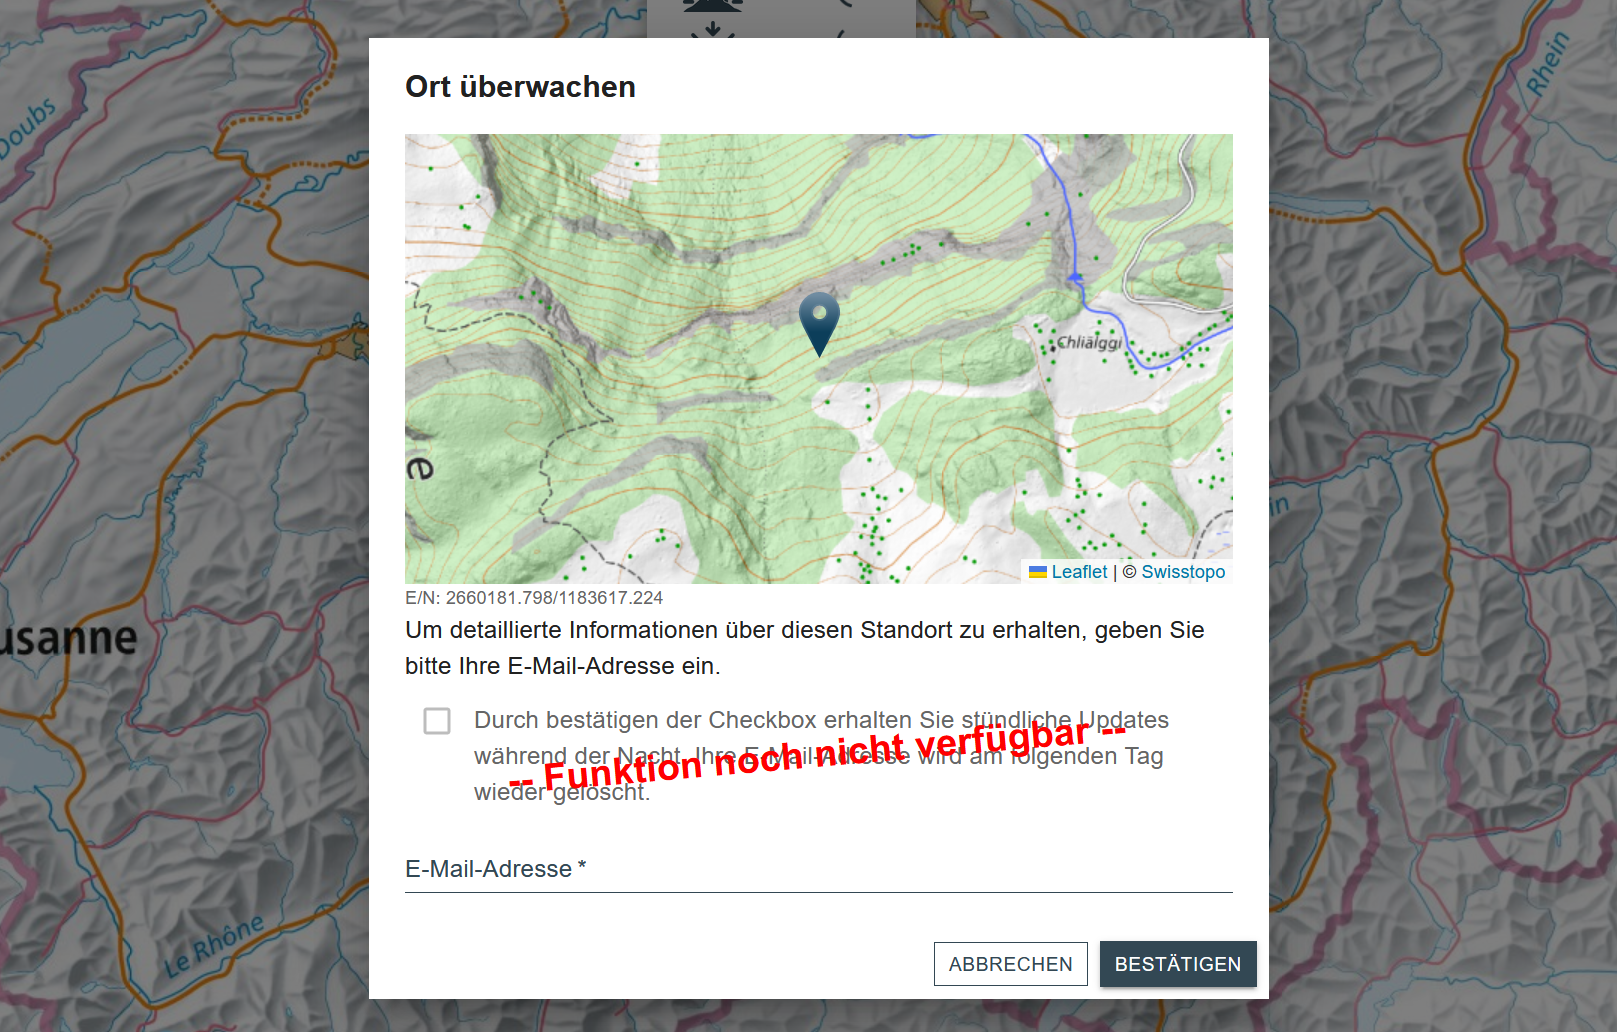 Doubs
Rhein
Ort überwachen
Chliälggi
e
Leaflet | © Swisstopo
E/N: 2660181.798/1183617.224
Um detaillierte Informationen über diesen Standort zu erhalten, geben Sie
bitte Ihre E-Mail-Adresse ein.
usanne
Durch bestätigen der Checkbox erhalten Sie stündliche Updates
während der Nacht. Ihre E-Mail-Adresse wird am folgenden Tag
wieder gelöscht.
-- Funktion noch nicht verfügbar --
E-Mail-Adresse *
Le Rhône
in
ABBRECHEN
BESTÄTIGEN